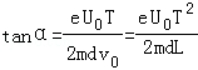 tanα = eU₀T / 2mdv₀ = eU₀T² / 2mdL